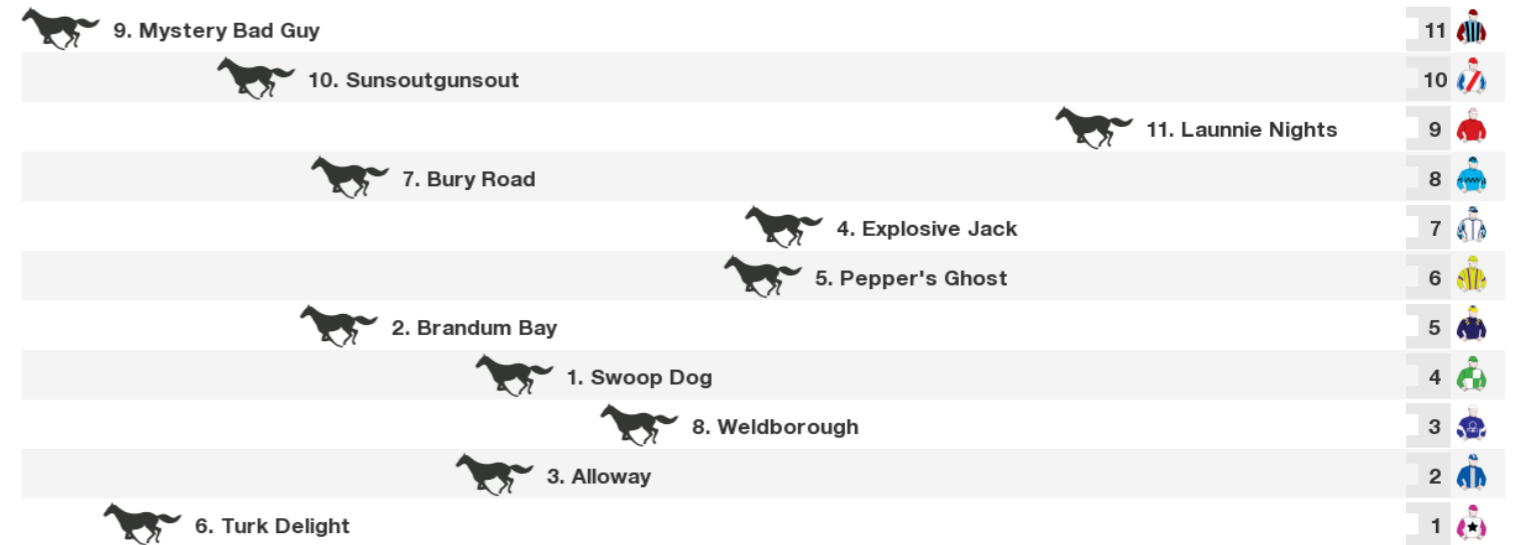 9. Mystery Bad Guy 11
10. Sunsoutgunsout 10
11. Launnie Nights 9
7. Bury Road 8
4. Explosive Jack 7
5. Pepper's Ghost 6
2. Brandum Bay 5
1. Swoop Dog 4
8. Weldborough 3
3. Alloway 2
6. Turk Delight 1